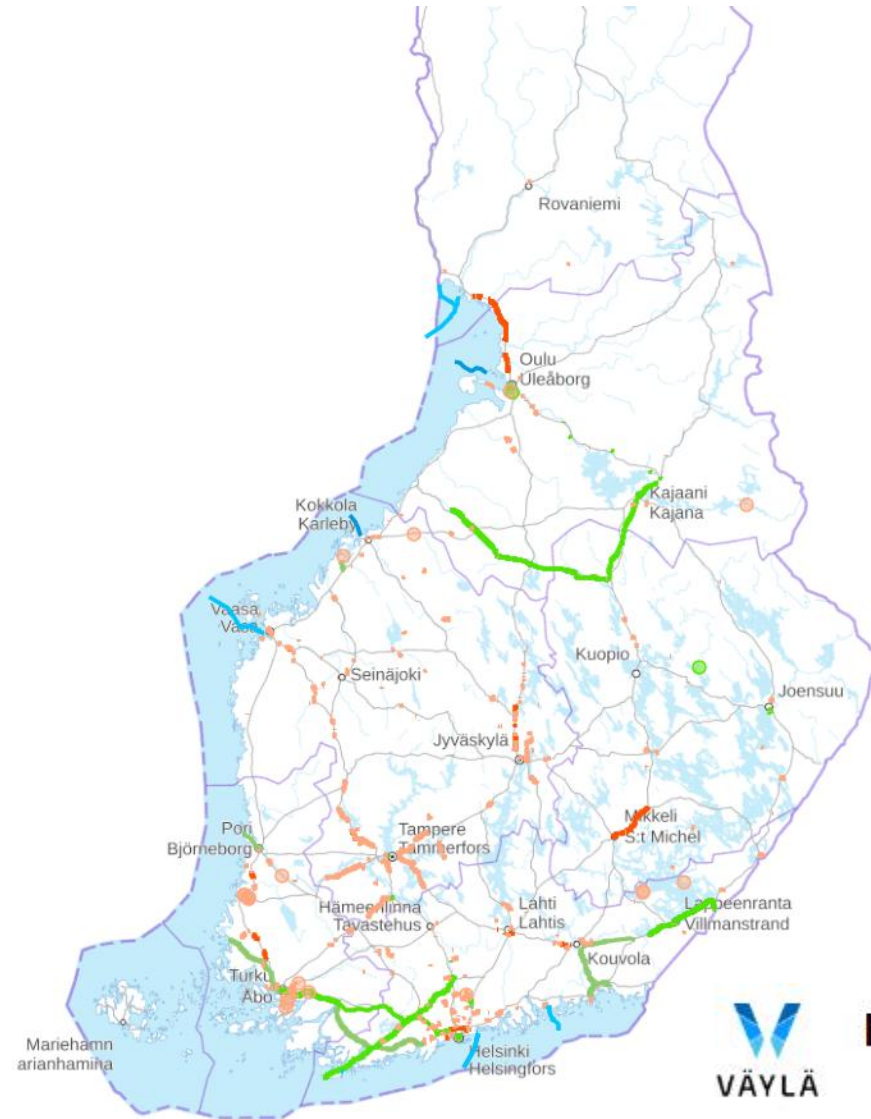 Rovaniemi
Oulu
Uleåborg
Kajaani
Kajana
Kokkola
Karleby
Vaasa
Vasa
Seinäjoki
Kuopio
Joensuu
Jyväskylä
Mikkeli
S:t Michel
Pori
Björneborg
Tampere
Tammerfors
Hämeenlinna
Tavastehus
Lahti
Lahtis
Lappeenranta
Villmanstrand
Kouvola
Turku
Åbo
Mariehamn
arianhamina
Helsinki
Helsingfors
VÄYLÄ